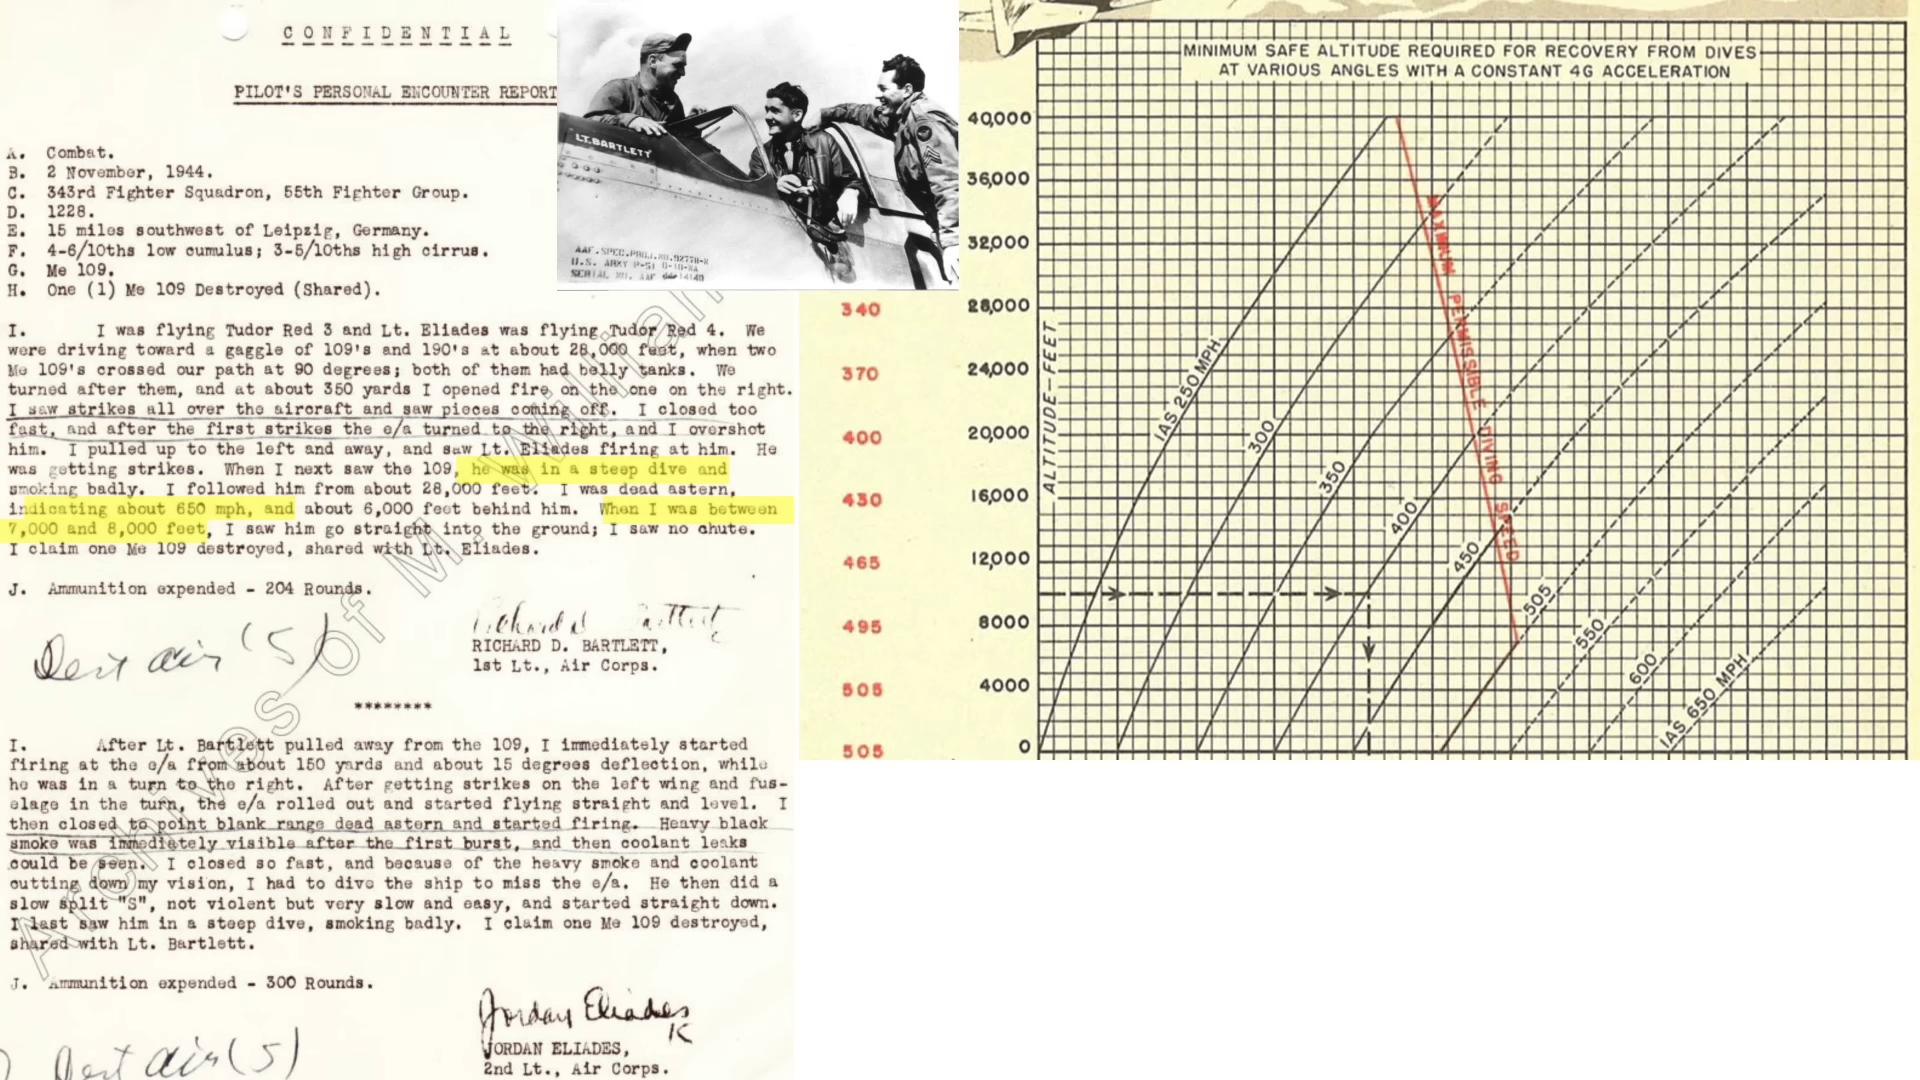 CONFIDENTIAL
PILOT'S PERSONAL ENCOUNTER REPORT
A. Combat.
B. 2 November, 1944.
C. 343rd Fighter Squadron, 55th Fighter Group.
D. 1228.
E. 15 miles southwest of Leipzig, Germany.
F. 4-6/10ths low cumulus; 3-5/10ths high cirrus.
G. Me 109.
H. One (1) Me 109 Destroyed (Shared).
I. I was flying Tudor Red 3 and Lt. Eliades was flying Tudor Red 4. We
were driving toward a gaggle of 109's and 190's at about 28,000 feet, when two
Me 109's crossed our path at 90 degrees; both of them had belly tanks. We
turned after them, and at about 350 yards I opened fire on the one on the right.
I saw strikes all over the aircraft and saw pieces coming off. I closed too
fast, and after the first strikes the e/a turned to the right, and I overshot
him. I pulled up to the left and away, and saw Lt. Eliades firing at him. He
was getting strikes. When I next saw the 109, he was in a steep dive and
smoking badly. I followed him from about 28,000 feet. I was dead astern,
indicating about 650 mph, and about 6,000 feet behind him. When I was between
7,000 and 8,000 feet, I saw him go straight into the ground; I saw no chute.
I claim one Me 109 destroyed, shared with Lt. Eliades.
J. Ammunition expended - 204 Rounds.
Richard D. Bartlett
RICHARD D. BARTLETT,
1st Lt., Air Corps.
Dest air (S)
********
I. After Lt. Bartlett pulled away from the 109, I immediately started
firing at the e/a from about 150 yards and about 15 degrees deflection, while
he was in a turn to the right. After getting strikes on the left wing and fus-
elage in the turn, the e/a rolled out and started flying straight and level. I
then closed to point blank range dead astern and started firing. Heavy black
smoke was immediately visible after the first burst, and then coolant leaks
could be seen. I closed so fast, and because of the heavy smoke and coolant
cutting down my vision, I had to dive the ship to miss the e/a. He then did a
slow split "S", not violent but very slow and easy, and started straight down.
I last saw him in a steep dive, smoking badly. I claim one Me 109 destroyed,
shared with Lt. Bartlett.
J. Ammunition expended - 300 Rounds.
Jordan Eliades
JORDAN ELIADES,
2nd Lt., Air Corps.
Dest air (S)
Archives of M. William
LT. BARTLETT
AAF. SPEC. PROJ. NO. 92778-R
U.S. ARMY P-51 D-10-NA
SERIAL NO. AAF
340
370
400
430
465
495
505
505
MINIMUM SAFE ALTITUDE REQUIRED FOR RECOVERY FROM DIVES
AT VARIOUS ANGLES WITH A CONSTANT 4G ACCELERATION
ALTITUDE-FEET
40,000
36,000
32,000
28,000
24,000
20,000
16,000
12,000
8000
4000
0
IAS 250 MPH
300
350
400
450
505
550
600
IAS 650 MPH
MAXIMUM PERMISSIBLE DIVING SPEED